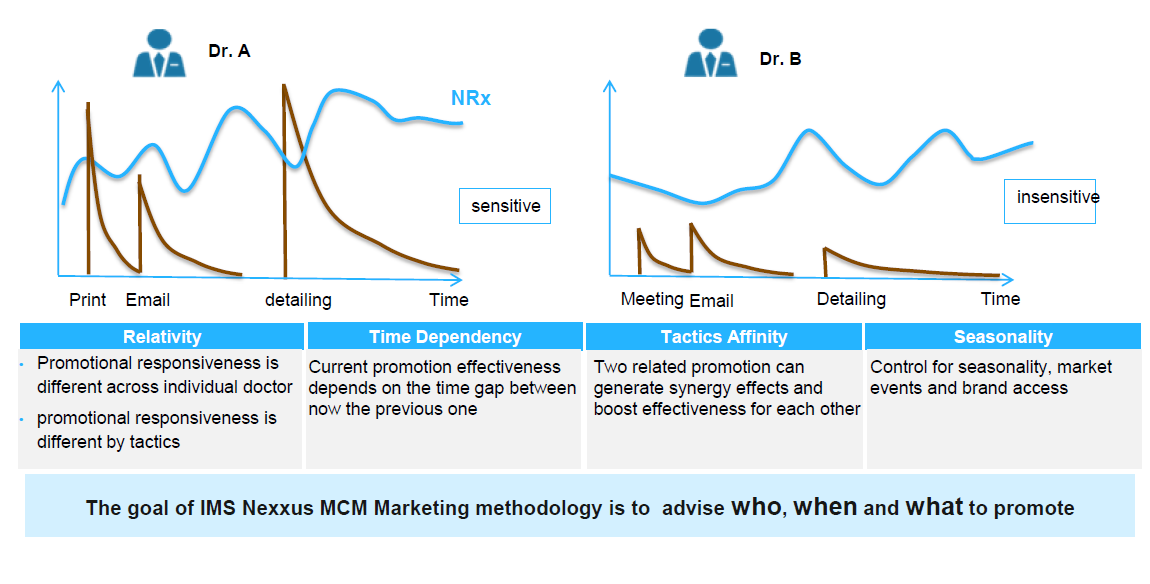 Dr. A
Dr. B
NRx
sensitive
insensitive
Print Email detailing Time
Meeting Email Detailing Time
Relativity
• Promotional responsiveness is
different across individual doctor
• promotional responsiveness is
different by tactics
Time Dependency
Current promotion effectiveness
depends on the time gap between
now the previous one
Tactics Affinity
Two related promotion can
generate synergy effects and
boost effectiveness for each other
Seasonality
Control for seasonality, market
events and brand access
The goal of IMS Nexxus MCM Marketing methodology is to advise who, when and what to promote